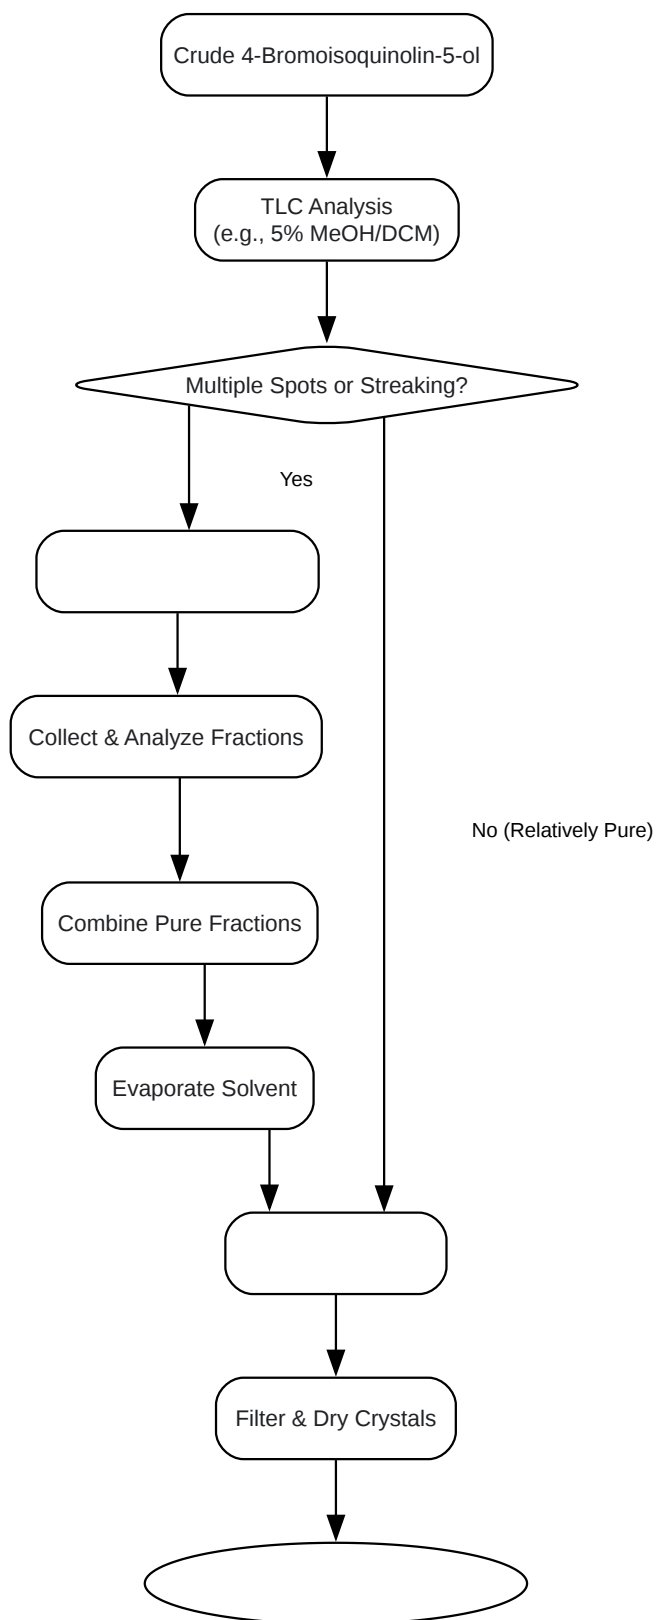 Crude 4-Bromoisoquinolin-5-ol
TLC Analysis
(e.g., 5% MeOH/DCM)
Multiple Spots or Streaking?
Yes
Collect & Analyze Fractions
No (Relatively Pure)
Combine Pure Fractions
Evaporate Solvent
Filter & Dry Crystals